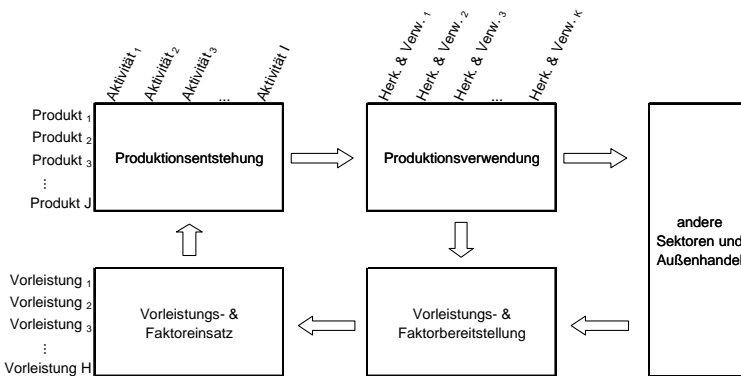 Aktivität 1
Aktivität 2
Aktivität 3
...
Aktivität I
Herk. & Verw. 1
Herk. & Verw. 2
Herk. & Verw. 3
...
Herk. & Verw. K
Produkt 1
Produkt 2
Produkt 3
...
Produkt J
Produktionsentstehung
Produktionsverwendung
andere
Sektoren und
Außenhandel
Vorleistung 1
Vorleistung 2
Vorleistung 3
...
Vorleistung H
Vorleistungs- &
Faktoreinsatz
Vorleistungs- &
Faktorbereitstellung